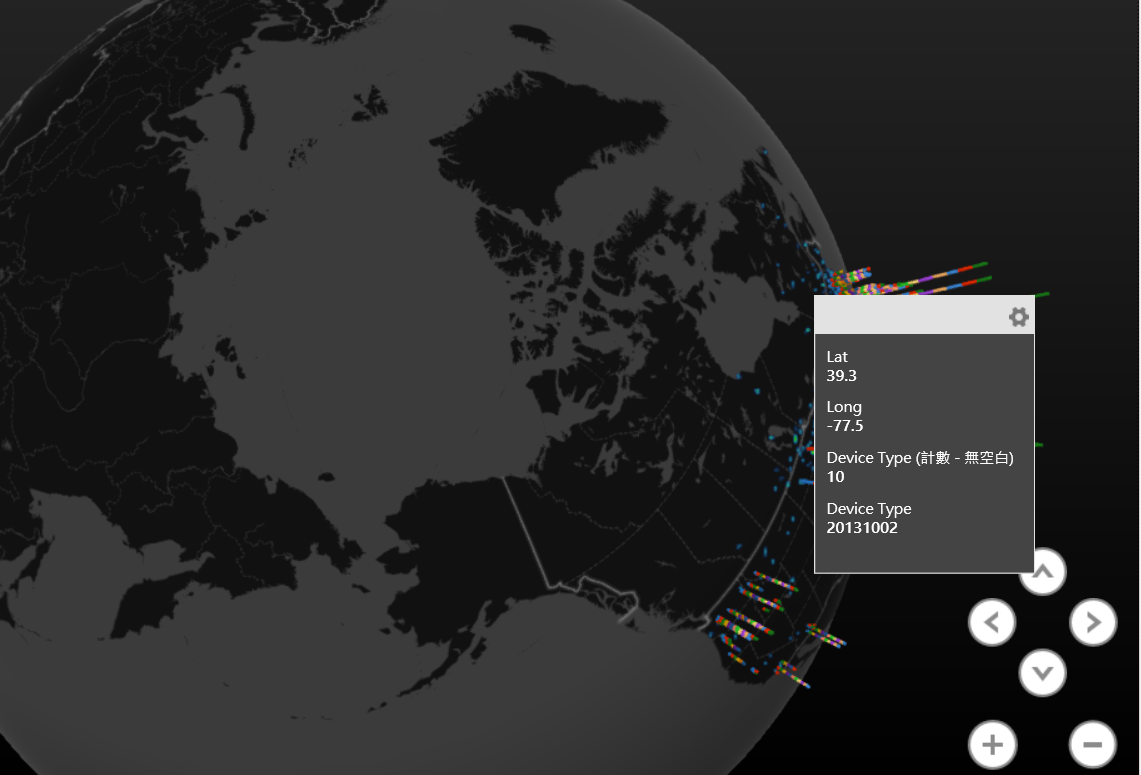 Lat
39.3
Long
-77.5
Device Type (計數 - 無空白)
10
Device Type
20131002